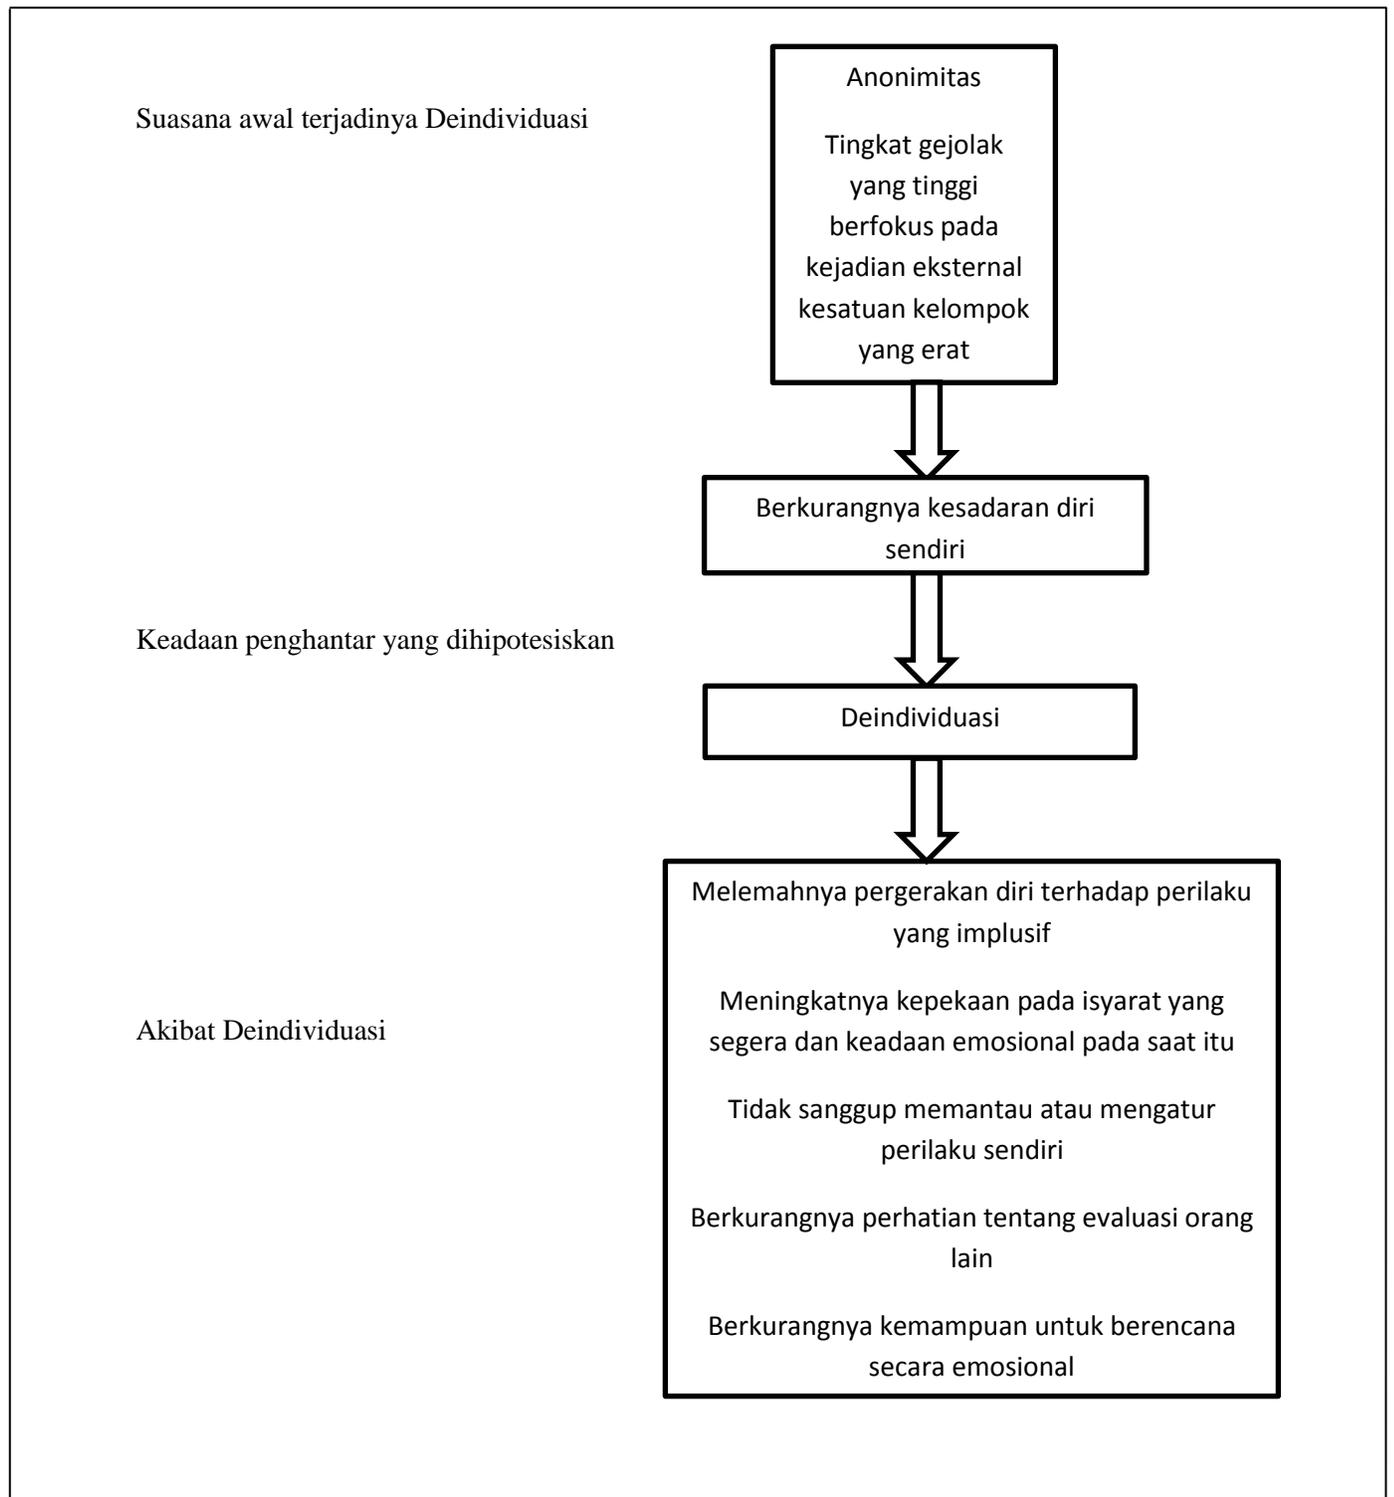 Suasana awal terjadinya Deindividuasi
Anonimitas
Tingkat gejolak
yang tinggi
berfokus pada
kejadian eksternal
kesatuan kelompok
yang erat
Berkurangnya kesadaran diri
sendiri
Keadaan penghantar yang dihipotesiskan
Deindividuasi
Akibat Deindividuasi
Melemahnya pergerakan diri terhadap perilaku
yang implusif
Meningkatnya kepekaan pada isyarat yang
segera dan keadaan emosional pada saat itu
Tidak sanggup memantau atau mengatur
perilaku sendiri
Berkurangnya perhatian tentang evaluasi orang
lain
Berkurangnya kemampuan untuk berencana
secara emosional